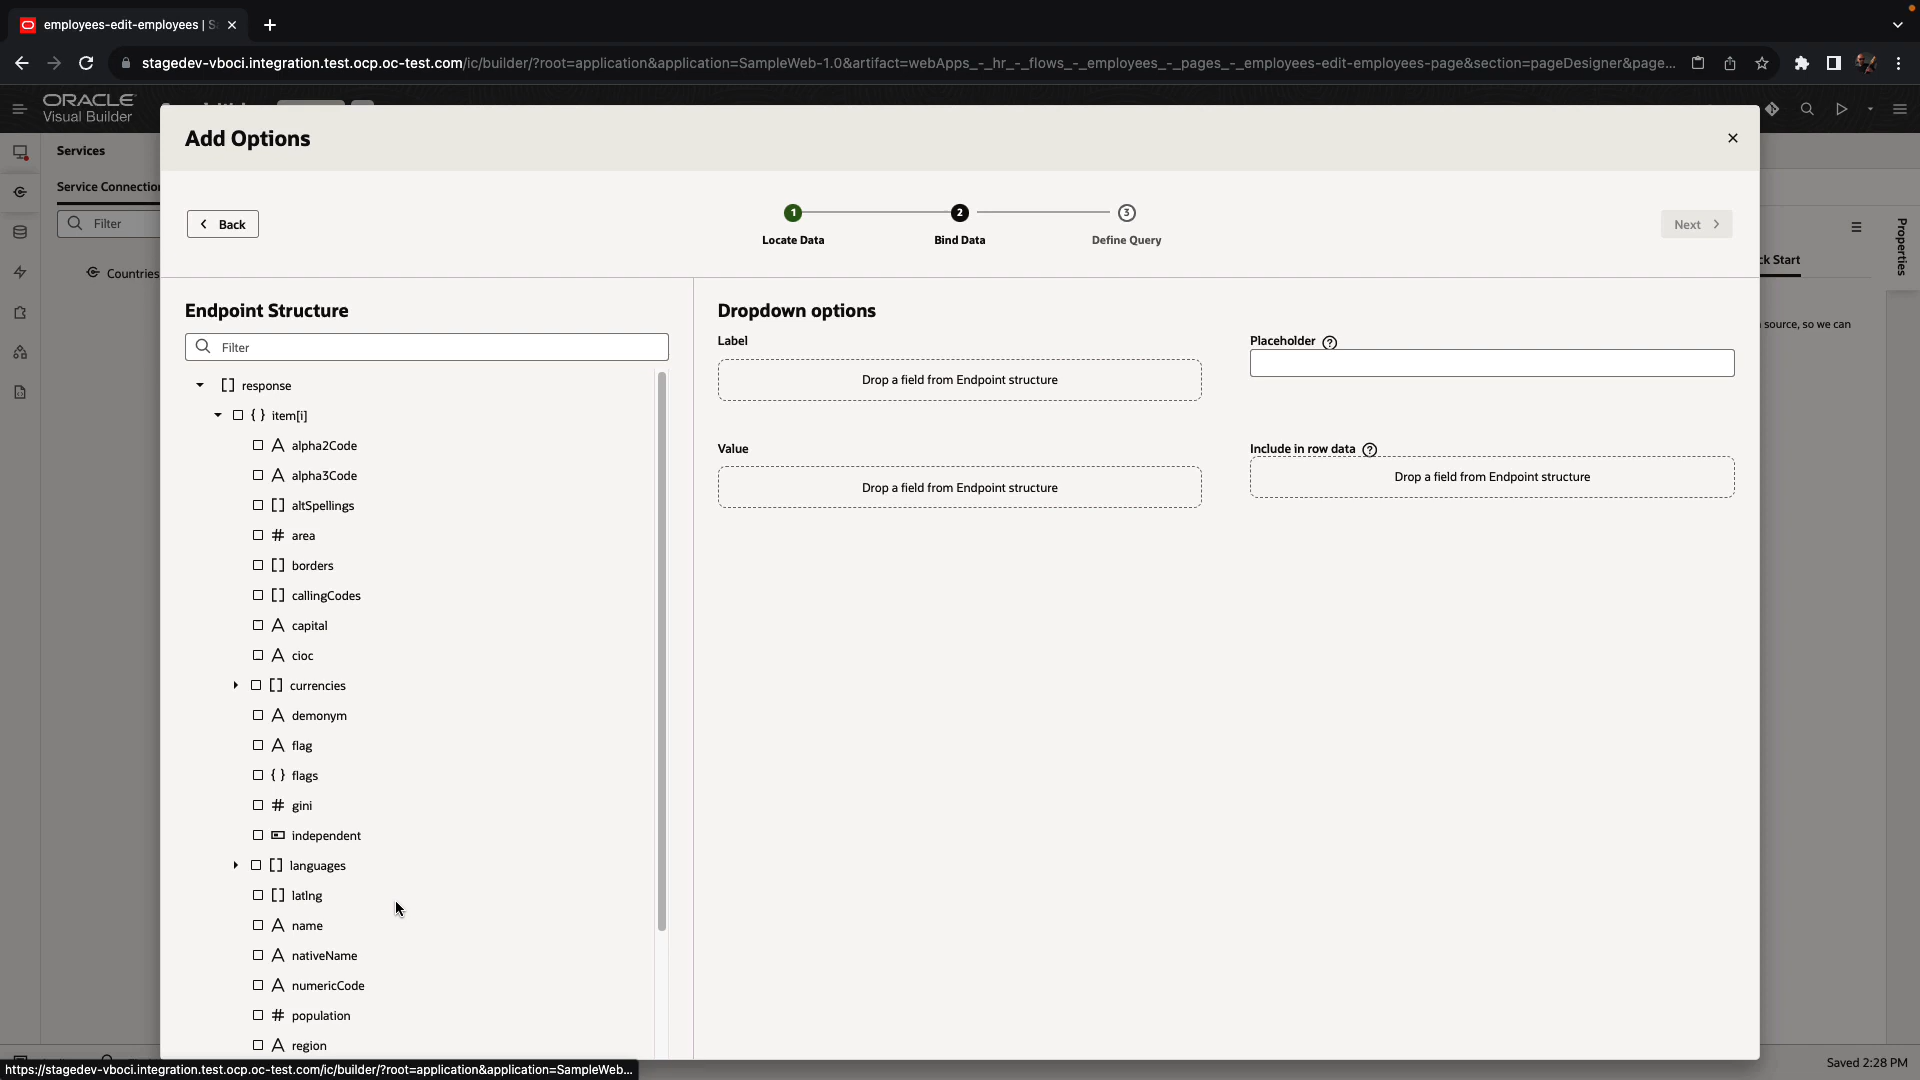 employees-edit-employees | S
stagedev-vboci.integration.test.ocp.oc-test.com/ic/builder/?root=application&application=SampleWeb-1.0&artifact=webApps_-_hr_-_flows_-_employees_-_pages_-_employees-edit-employees-page&section=pageDesigner&page...
ORACLE
Visual Builder
Add Options
Services
Service Connection
Filter
Countries
Back
1
2
3
Locate Data
Bind Data
Define Query
Next
ck Start
Properties
source, so we can
Endpoint Structure
Filter
[] response
{} item[i]
A alpha2Code
A alpha3Code
[] altSpellings
# area
[] borders
[] callingCodes
A capital
A cioc
[] currencies
A demonym
A flag
{} flags
# gini
independent
[] languages
[] latlng
A name
A nativeName
A numericCode
# population
A region
Dropdown options
Label
Drop a field from Endpoint structure
Placeholder ?
Value
Drop a field from Endpoint structure
Include in row data ?
Drop a field from Endpoint structure
https://stagedev-vboci.integration.test.ocp.oc-test.com/ic/builder/?root=application&application=SampleWeb...
Saved 2:28 PM